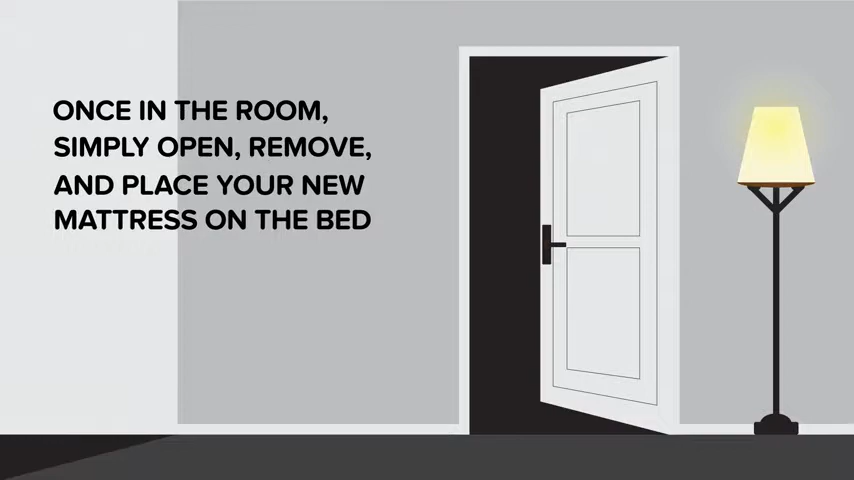 ONCE IN THE ROOM,
SIMPLY OPEN, REMOVE,
AND PLACE YOUR NEW
MATTRESS ON THE BED